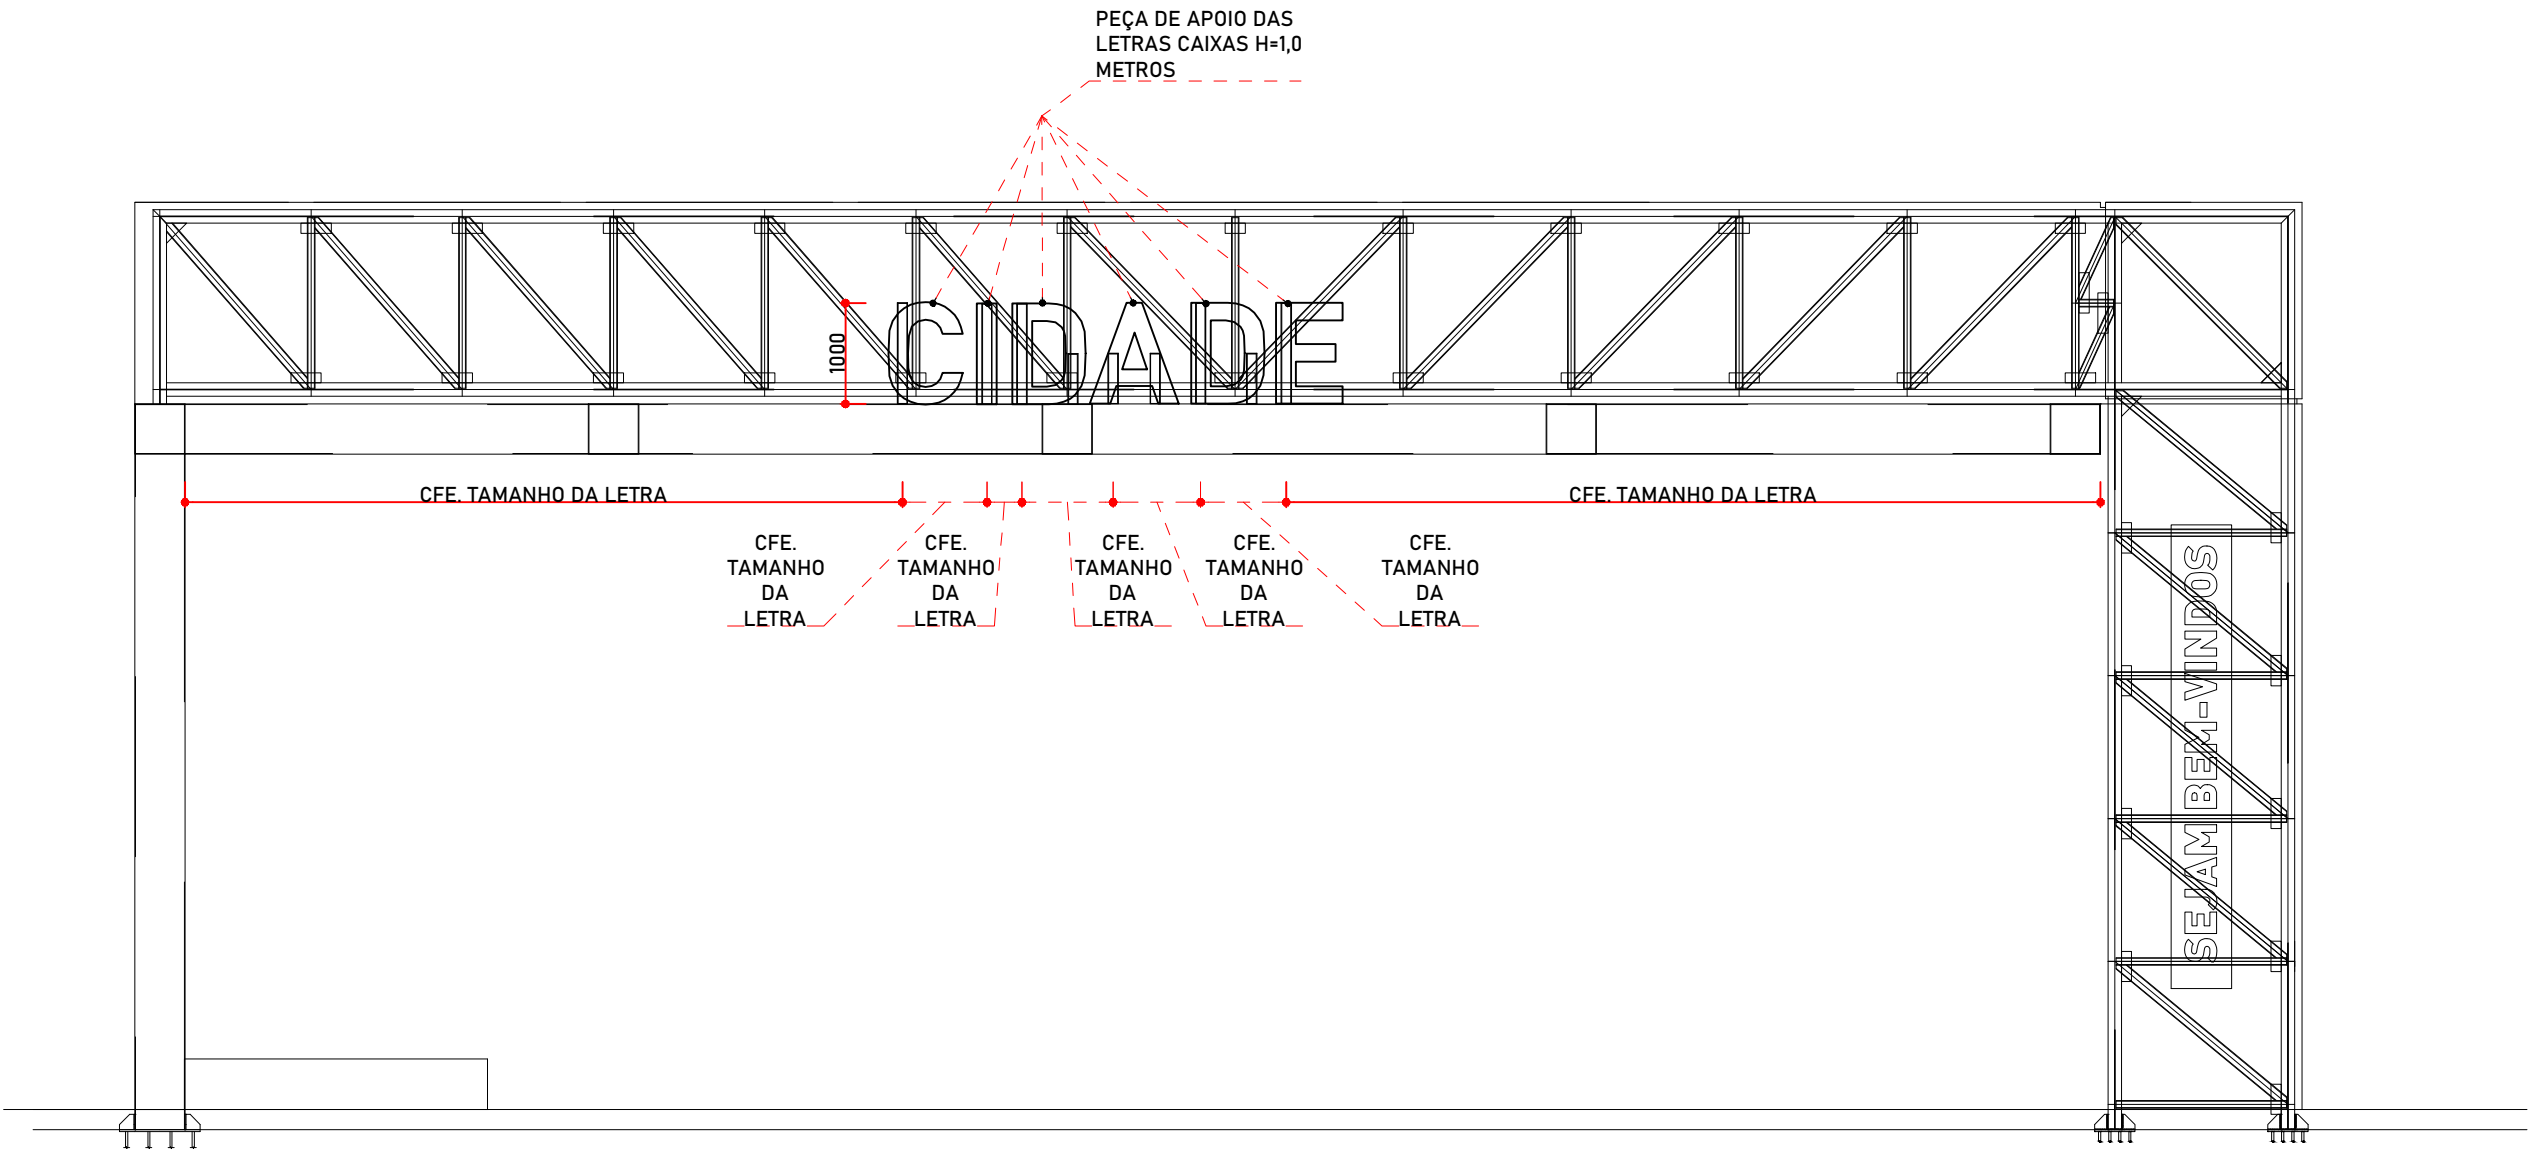 PEÇA DE APOIO DAS
LETRAS CAIXAS H=1,0
METROS
CIDADE
1000
CFE. TAMANHO DA LETRA
CFE. TAMANHO DA LETRA
CFE.
TAMANHO
DA
LETRA
CFE.
TAMANHO
DA
LETRA
CFE.
TAMANHO
DA
LETRA
CFE.
TAMANHO
DA
LETRA
CFE.
TAMANHO
DA
LETRA
SEJAM BEM-VINDOS